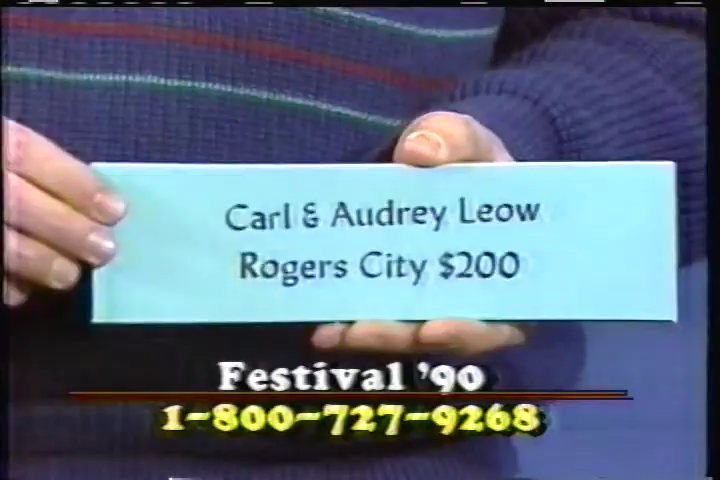 Carl & Audrey Leow
Rogers City $200
Festival '90
1-800-727-9268